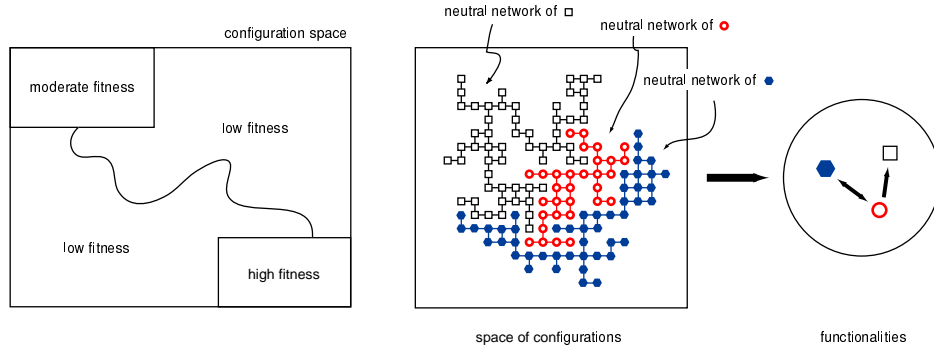 configuration space
moderate fitness
low fitness
low fitness
high fitness
neutral network of
neutral network of
neutral network of
space of configurations
functionalities